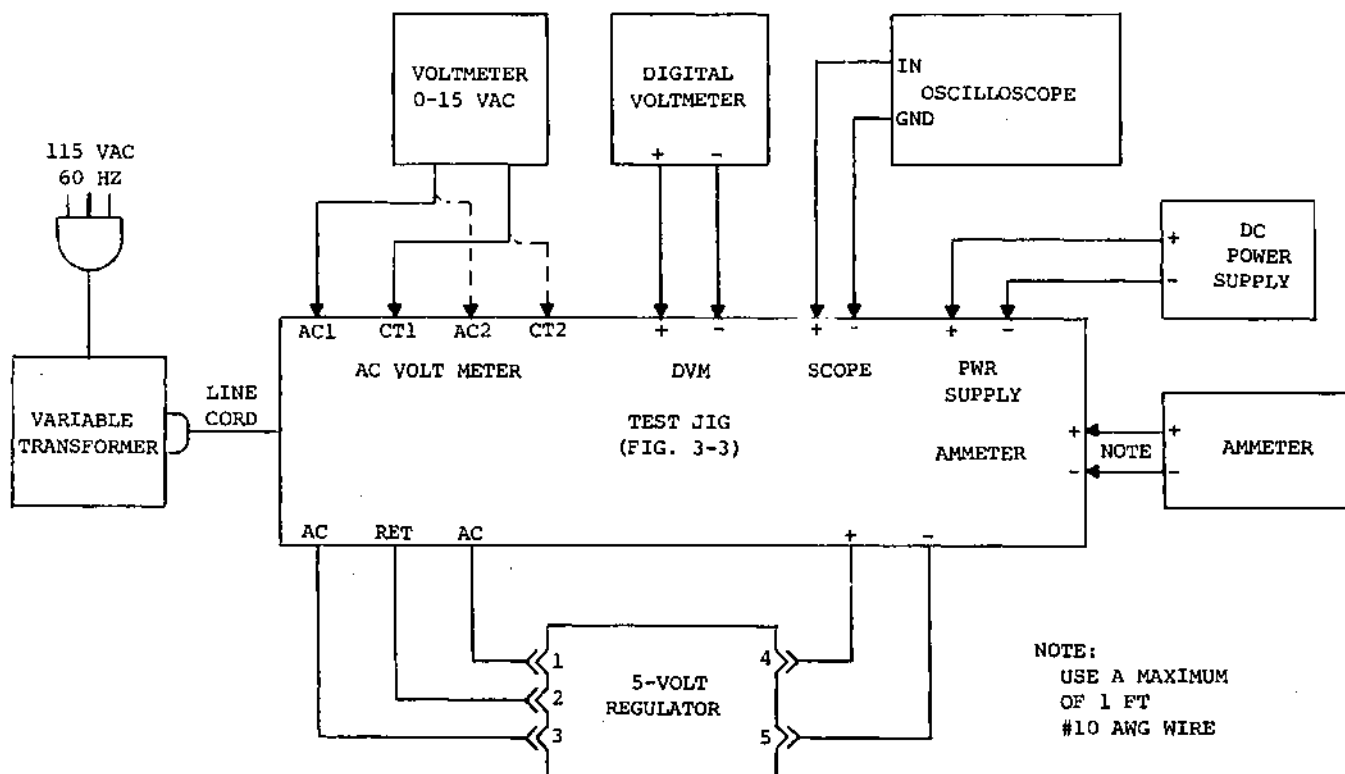 VOLTMETER
0-15 VAC
DIGITAL
VOLTMETER
+ -
IN
OSCILLOSCOPE
GND
115 VAC
60 HZ
+
DC
POWER
SUPPLY
-
AC1 CT1 AC2 CT2
+ -
+ -
+ -
AC VOLT METER
DVM
SCOPE
PWR
SUPPLY
VARIABLE
TRANSFORMER
LINE
CORD
TEST JIG
(FIG. 3-3)
AMMETER
+
-
NOTE
+
-
AMMETER
AC RET AC
+ -
1
2
3
5-VOLT
REGULATOR
4
5
NOTE:
USE A MAXIMUM
OF 1 FT
#10 AWG WIRE